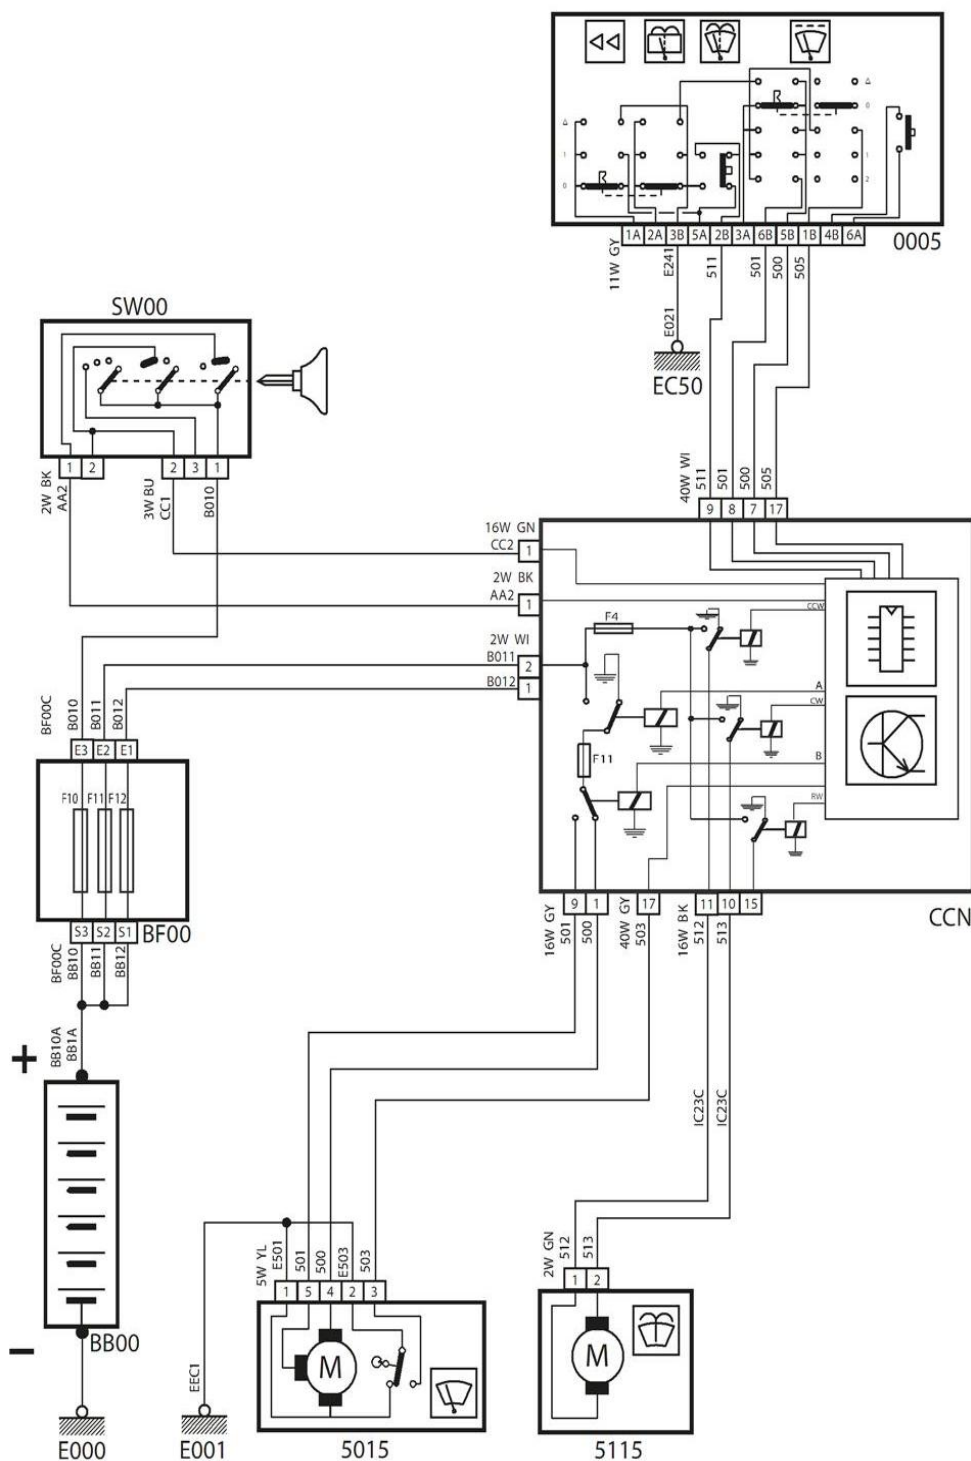 Δ
0
Δ
1
1
0
2
1A 2A 3B 5A 2B 3A 6B 5B 1B 4B 6A
0005
11W GY
E241
511
501
500
505
E021
EC50
SW00
1 2
2 3 1
2W BK
AA2
3W BU
CC1
B010
40W WI
511
501
500
505
9 8 7 17
16W GN
CC2
1
2W BK
AA2
1
2W WI
B011
2
B012
1
CCW
F4
A
CW
F11
B
RW
BF00C
B010
B011
B012
E3 E2 E1
F10 F11 F12
S3 S2 S1
BF00
BF00C
BB10
BB11
BB12
9 1
17
11 10 15
CCN
16W GY
501
500
40W GY
503
16W BK
512
513
BB10A
BB1A
+
IC23C
IC23C
−
BB00
E000
EEC1
E001
5W YL
E501
501
500
E503
503
1 5 4 2 3
M
5015
2W GN
512
513
1 2
M
5115